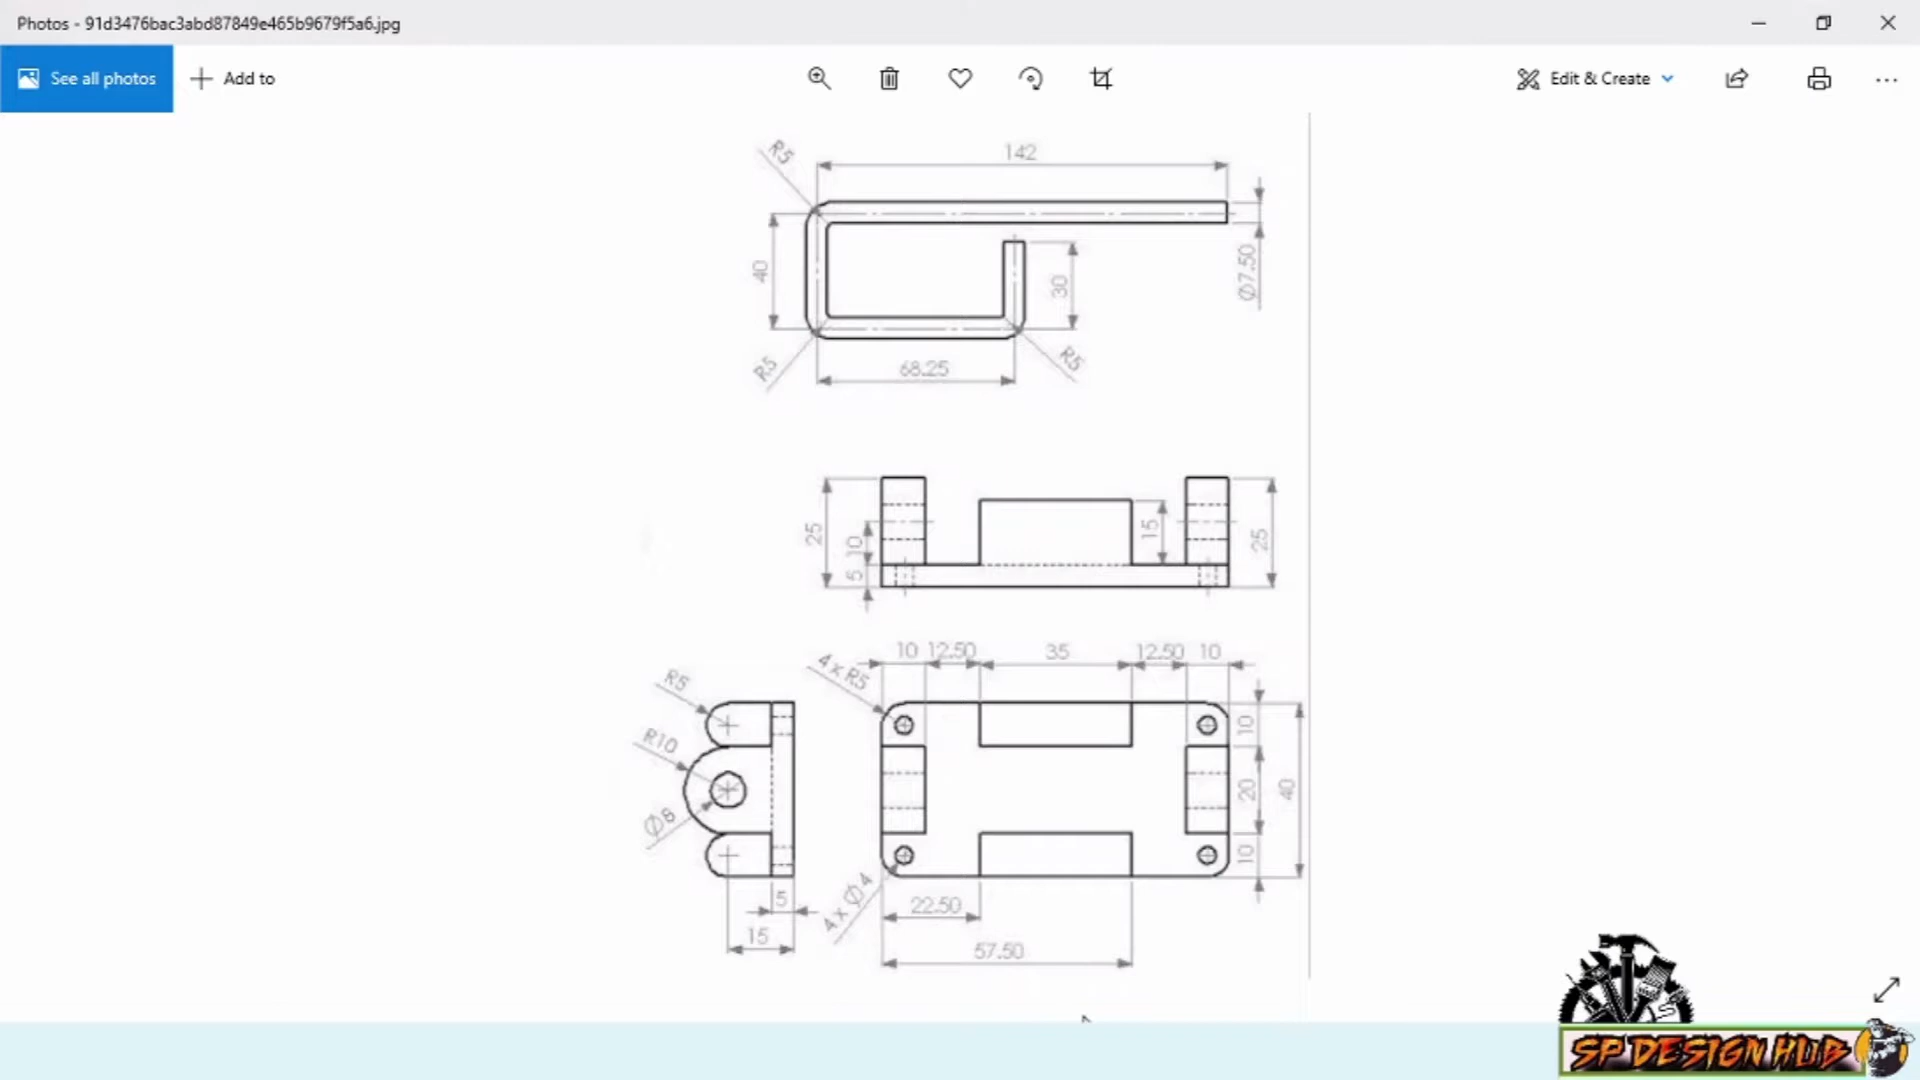 Photos - 91d3476bac3abd87849e465b9679f5a6.jpg
See all photos
Add to
Edit & Create
R5
142
40
30
Ø7.50
R5
68.25
R5
25
10
5
15
25
10 12.50 35 12.50 10
4 x R5
R5
R10
Ø8
10
20
40
10
5
15
4 x Ø 4
22.50
57.50
SP DESIGN HUB